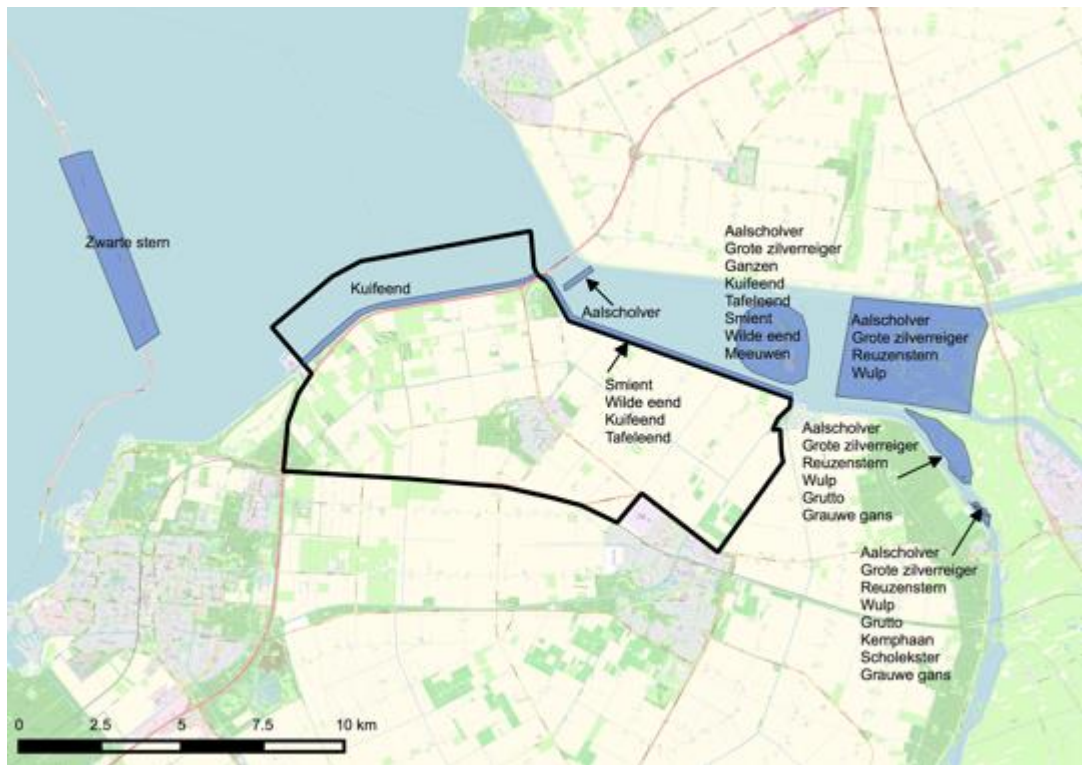 Zwarte stern
Kuifeend
Aalscholver
Smient
Wilde eend
Kuifeend
Tafeleend
Aalscholver
Grote zilverreiger
Ganzen
Kuifeend
Tafeleend
Smient
Wilde eend
Meeuwen
Aalscholver
Grote zilverreiger
Reuzenstern
Wulp
Aalscholver
Grote zilverreiger
Reuzenstern
Wulp
Grutto
Grauwe gans
Aalscholver
Grote zilverreiger
Reuzenstern
Wulp
Grutto
Kemphaan
Scholekster
Grauwe gans
0 2.5 5 7.5 10 km